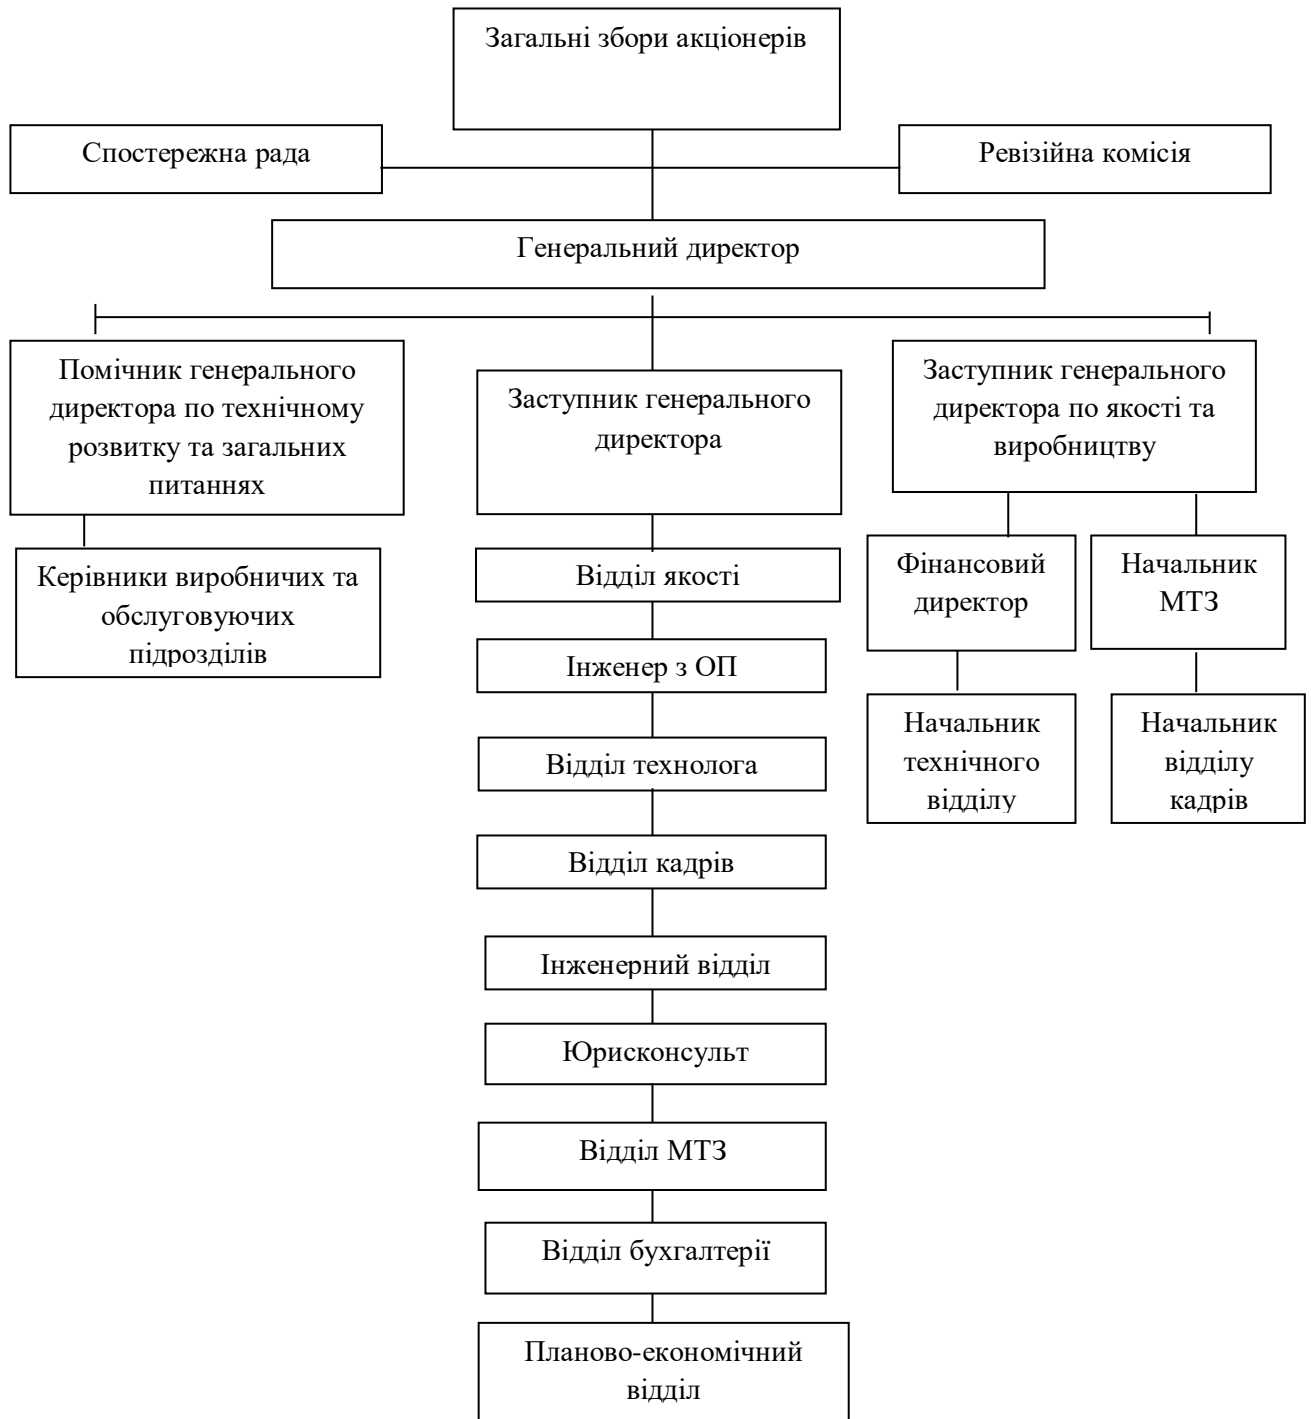 Загальні збори акціонерів
Спостережна рада
Ревізійна комісія
Генеральний директор
Помічник генерального
директора по технічному
розвитку та загальних
питаннях
Заступник генерального
директора
Заступник генерального
директора по якості та
виробництву
Керівники виробничих та
обслуговуючих
підрозділів
Відділ якості
Фінансовий
директор
Начальник
МТЗ
Інженер з ОП
Начальник
технічного
відділу
Начальник
відділу
кадрів
Відділ технолога
Відділ кадрів
Інженерний відділ
Юрисконсульт
Відділ МТЗ
Відділ бухгалтерії
Планово-економічний
відділ